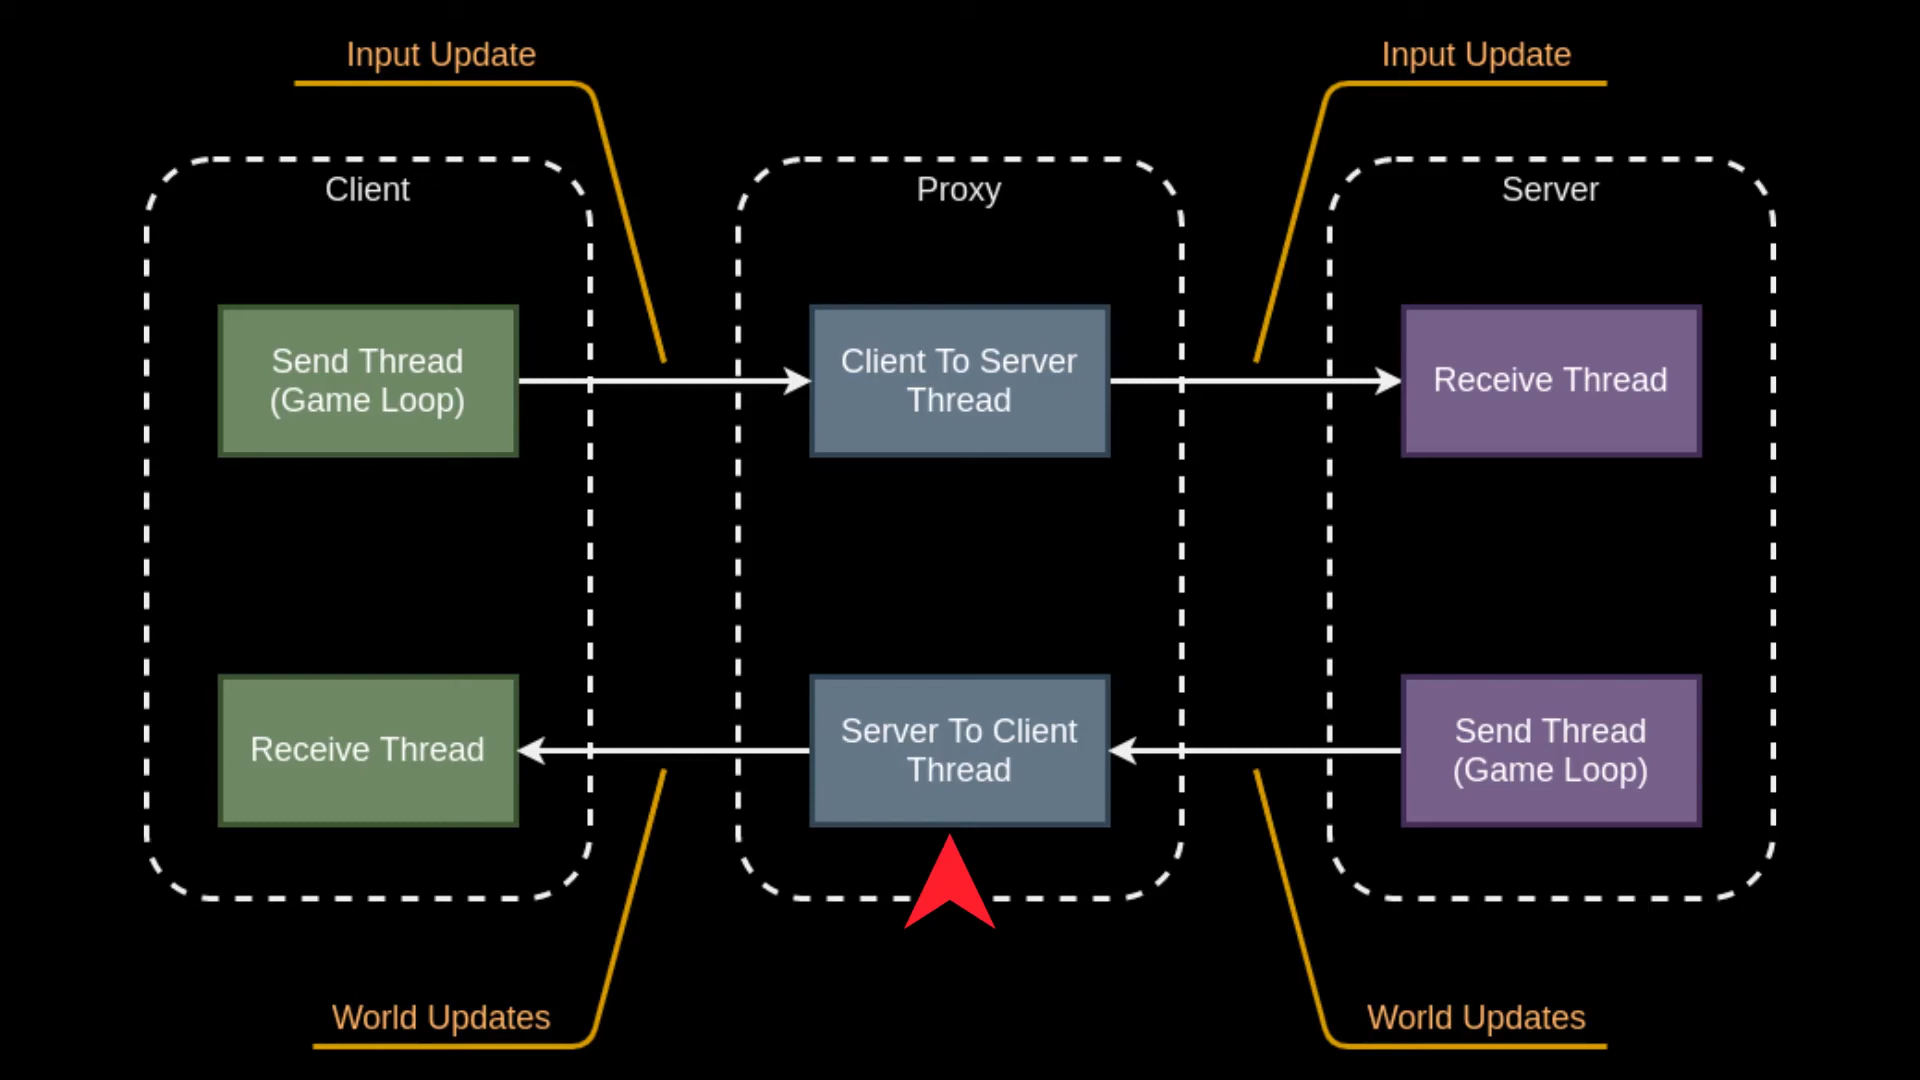 Input Update
Input Update
Client
Proxy
Server
Send Thread
(Game Loop)
Client To Server
Thread
Receive Thread
Receive Thread
Server To Client
Thread
Send Thread
(Game Loop)
World Updates
World Updates